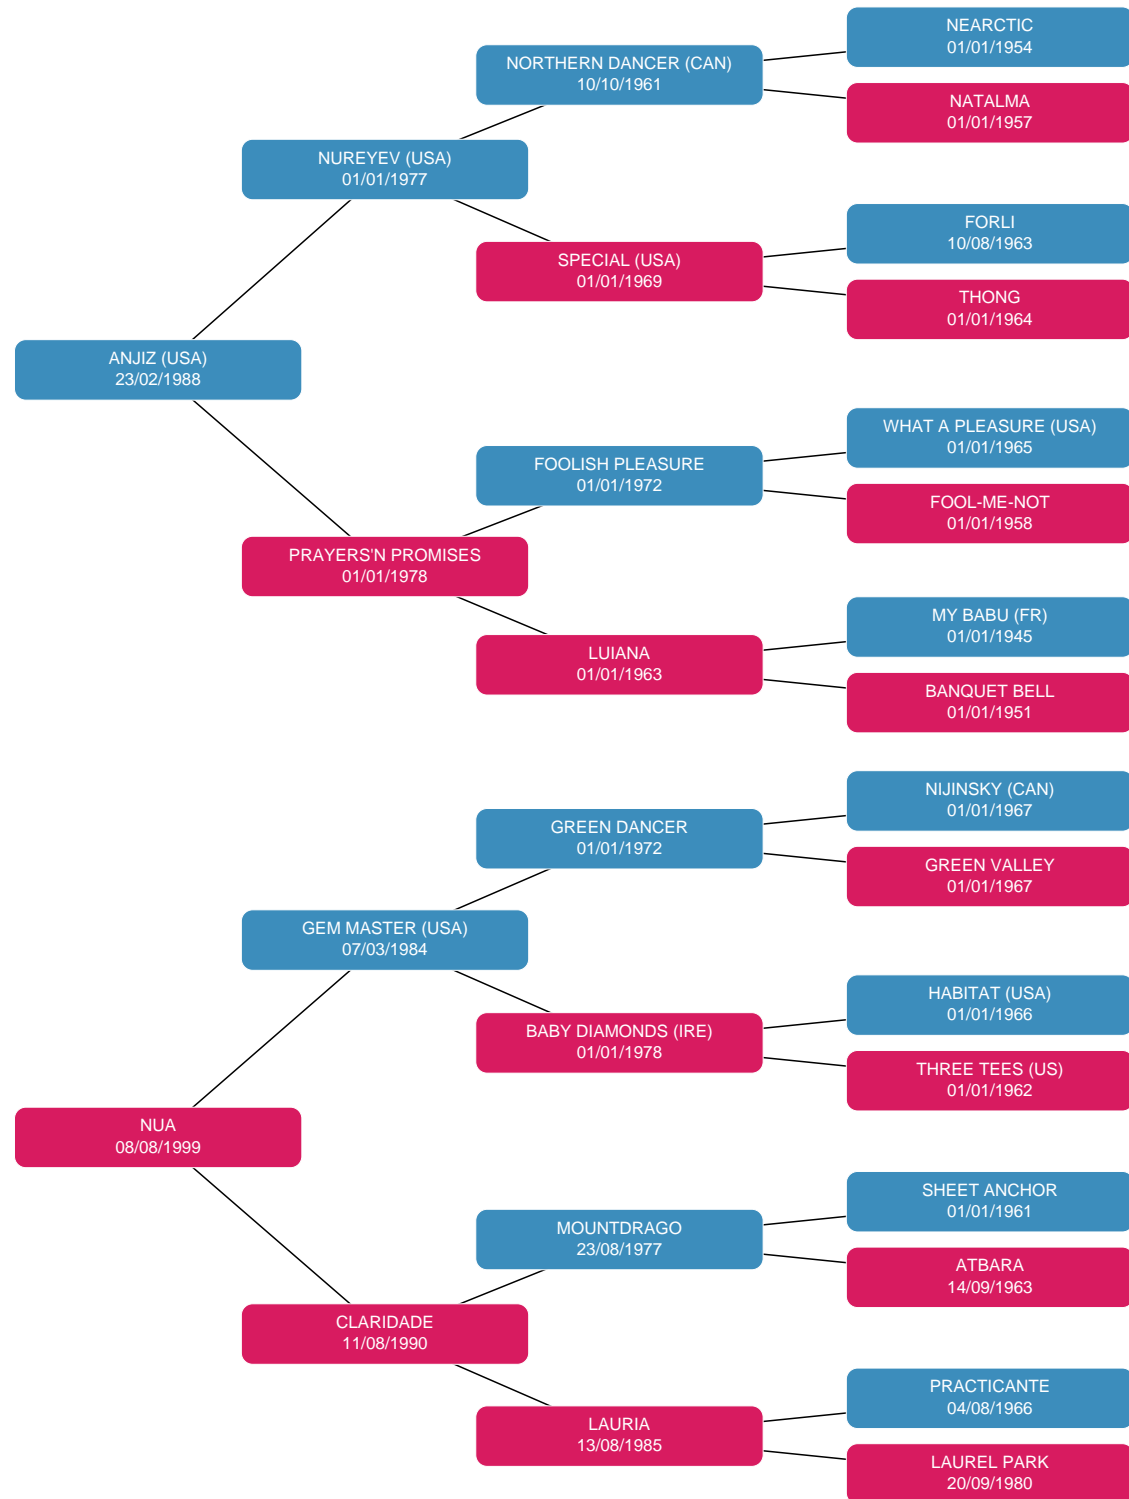 NEARCTIC
01/01/1954
NORTHERN DANCER (CAN)
10/10/1961
NATALMA
01/01/1957
NUREYEV (USA)
01/01/1977
FORLI
10/08/1963
SPECIAL (USA)
01/01/1969
THONG
01/01/1964
ANJIZ (USA)
23/02/1988
WHAT A PLEASURE (USA)
01/01/1965
FOOLISH PLEASURE
01/01/1972
FOOL-ME-NOT
01/01/1958
PRAYERS'N PROMISES
01/01/1978
MY BABU (FR)
01/01/1945
LUIANA
01/01/1963
BANQUET BELL
01/01/1951
NIJINSKY (CAN)
01/01/1967
GREEN DANCER
01/01/1972
GREEN VALLEY
01/01/1967
GEM MASTER (USA)
07/03/1984
HABITAT (USA)
01/01/1966
BABY DIAMONDS (IRE)
01/01/1978
THREE TEES (US)
01/01/1962
NUA
08/08/1999
SHEET ANCHOR
01/01/1961
MOUNTDRAGO
23/08/1977
ATBARA
14/09/1963
CLARIDADE
11/08/1990
PRACTICANTE
04/08/1966
LAURIA
13/08/1985
LAUREL PARK
20/09/1980